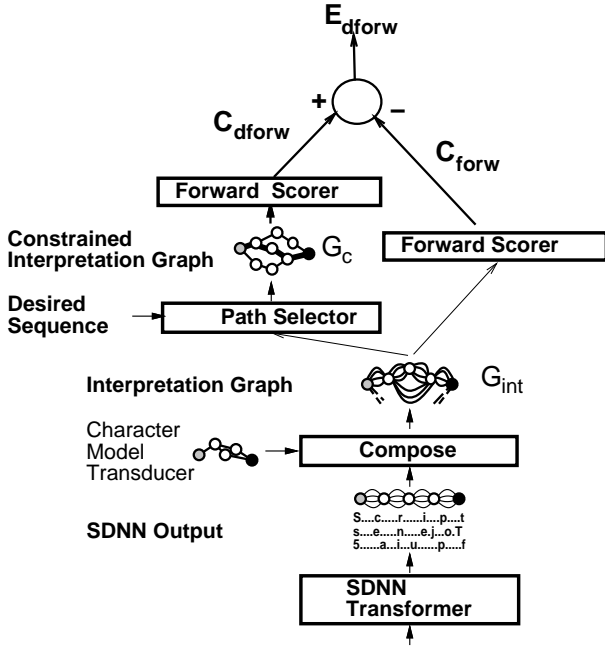 E_dforw
+ −
C_dforw
C_forw
Forward Scorer
Constrained
Interpretation Graph
G_c
Forward Scorer
Desired
Sequence
Path Selector
Interpretation Graph
G_int
Character
Model
Transducer
Compose
SDNN Output
S....c.....r......i....p....t
s....e.....n....e.j...o.T
5......a...i...u......p.....f
SDNN
Transformer